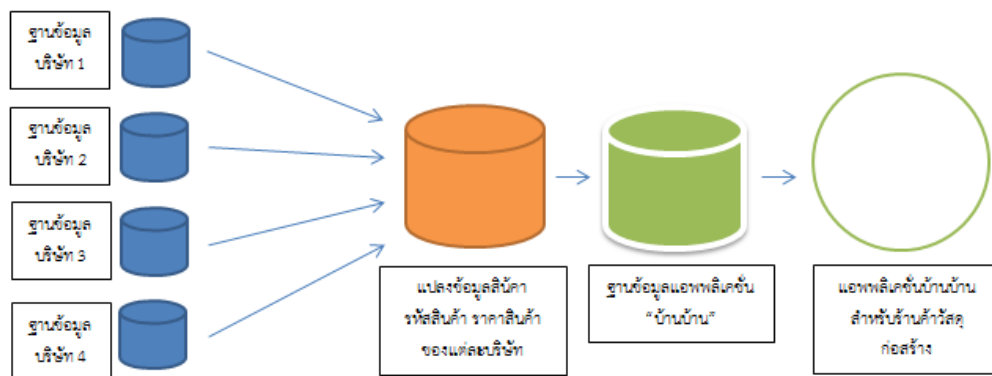 ฐานข้อมูล
บริษัท 1
ฐานข้อมูล
บริษัท 2
ฐานข้อมูล
บริษัท 3
ฐานข้อมูล
บริษัท 4
แปลงข้อมูลสินค้า
รหัสสินค้า ราคาสินค้า
ของแต่ละบริษัท
ฐานข้อมูลแอพพลิเคชั่น
“บ้านบ้าน”
แอพพลิเคชั่นบ้านบ้าน
สำหรับร้านค้าวัสดุ
ก่อสร้าง